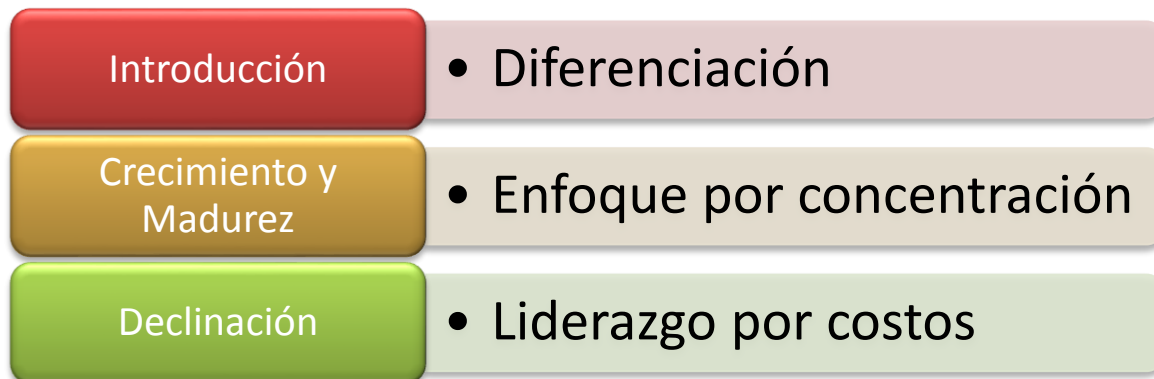 Introducción
• Diferenciación
Crecimiento y
Madurez
• Enfoque por concentración
Declinación
• Liderazgo por costos